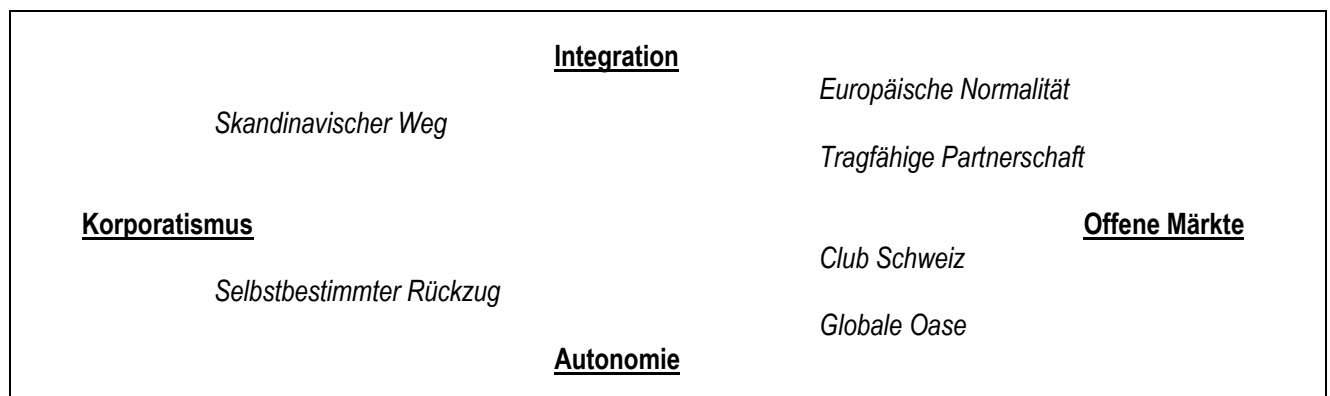 Integration
Europäische Normalität
Skandinavischer Weg
Tragfähige Partnerschaft
Korporatismus
Offene Märkte
Club Schweiz
Selbstbestimmter Rückzug
Globale Oase
Autonomie